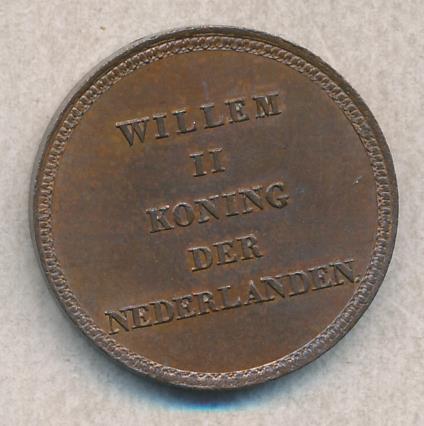 WILLEM
II
KONING
DER
NEDERLANDEN.